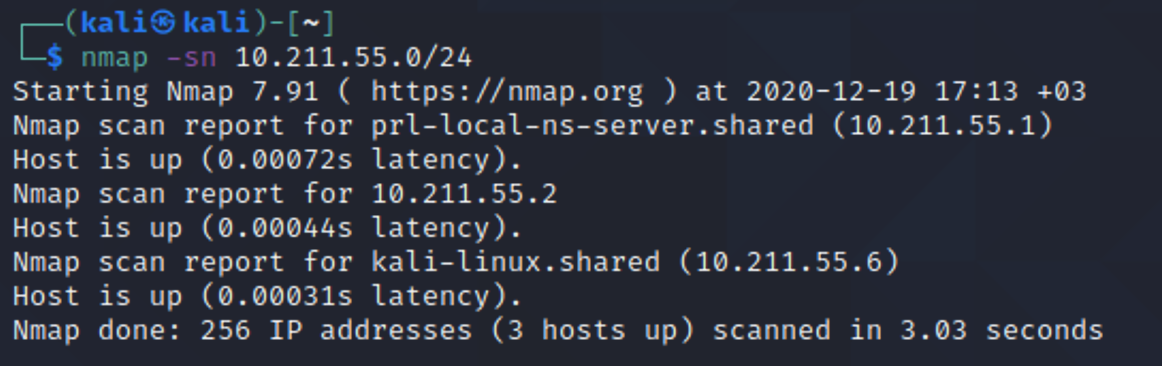 ┌──(kali㉿kali)-[~]
└─$ nmap -sn 10.211.55.0/24
Starting Nmap 7.91 ( https://nmap.org ) at 2020-12-19 17:13 +03
Nmap scan report for prl-local-ns-server.shared (10.211.55.1)
Host is up (0.00072s latency).
Nmap scan report for 10.211.55.2
Host is up (0.00044s latency).
Nmap scan report for kali-linux.shared (10.211.55.6)
Host is up (0.00031s latency).
Nmap done: 256 IP addresses (3 hosts up) scanned in 3.03 seconds